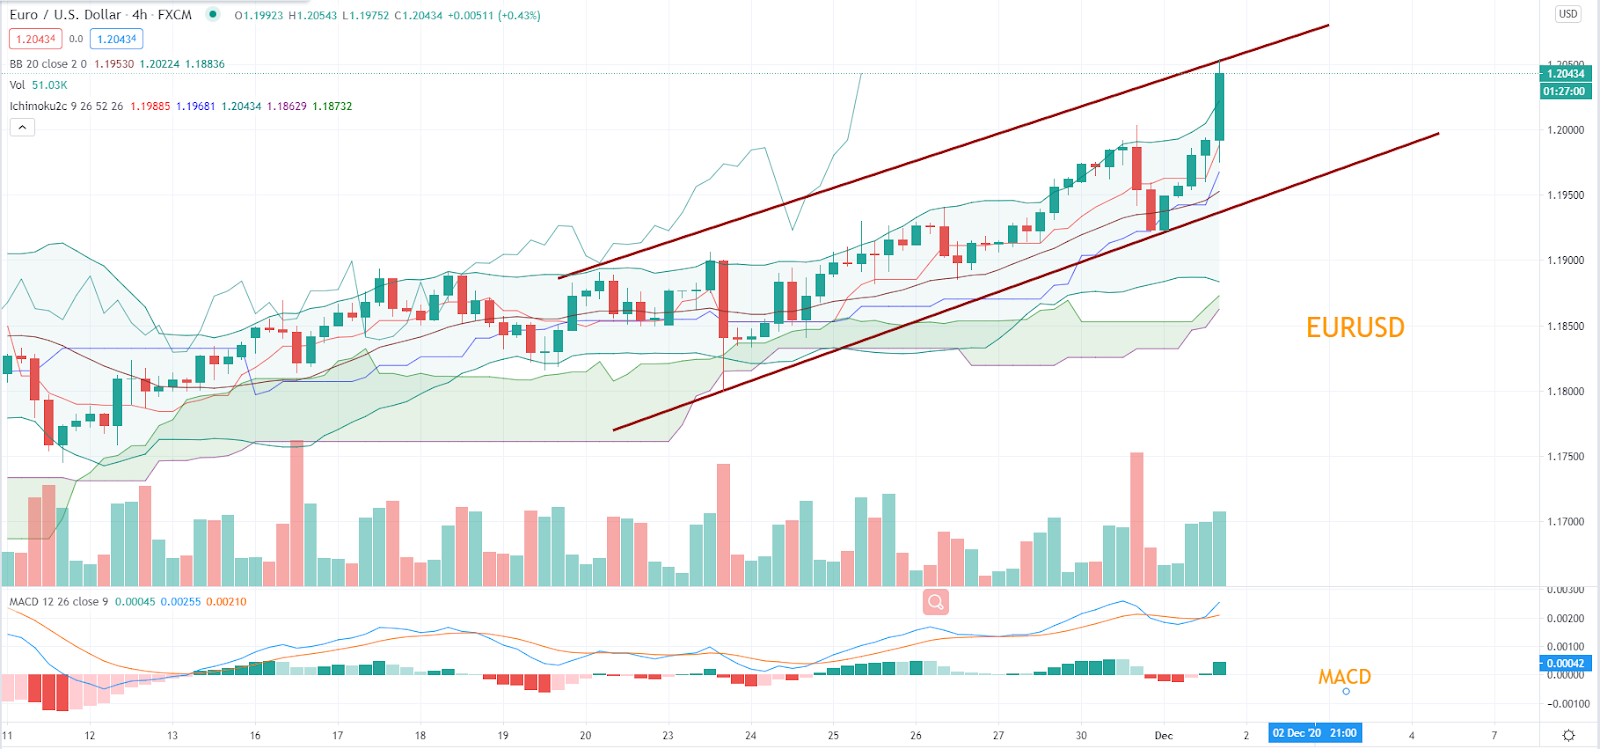 Euro / U.S. Dollar · 4h · FXCM O1.19923 H1.20543 L1.19752 C1.20434 +0.00511 (+0.43%)
USD
1.20434 0.0 1.20434
BB 20 close 2 0 1.19530 1.20224 1.18836
Vol 51.03K
Ichimoku2c 9 26 52 26 1.19885 1.19681 1.20434 1.18629 1.18732
1.20500
1.20434
01:27:00
1.20000
1.19500
1.19000
1.18500
1.18000
1.17500
1.17000
EURUSD
MACD 12 26 close 9 0.00045 0.00255 0.00210
0.00300
0.00200
0.00100
0.00042
0.00000
−0.00100
MACD
11 12 13 16 17 18 19 20 23 24 25 26 27 30 Dec 2 02 Dec '20 21:00 4 7